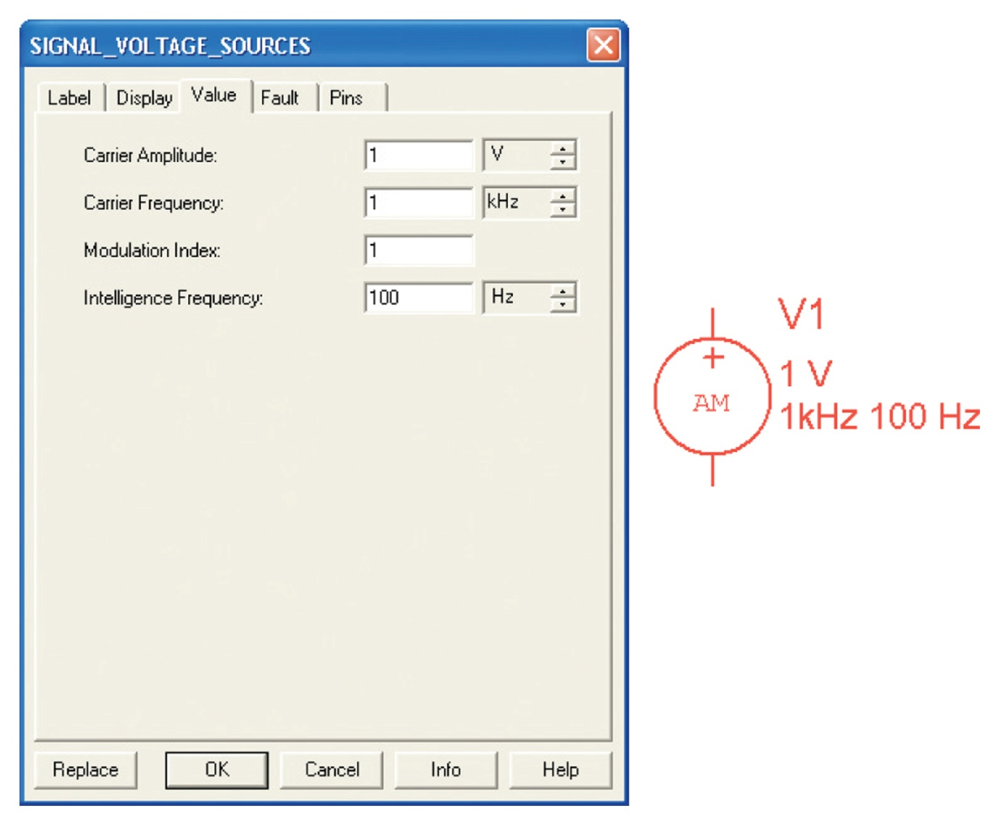 SIGNAL_VOLTAGE_SOURCES
Label Display Value Fault Pins
Carrier Amplitude: 1 V
Carrier Frequency: 1 kHz
Modulation Index: 1
Intelligence Frequency: 100 Hz
V1
+
1 V
AM
1kHz 100 Hz
Replace OK Cancel Info Help